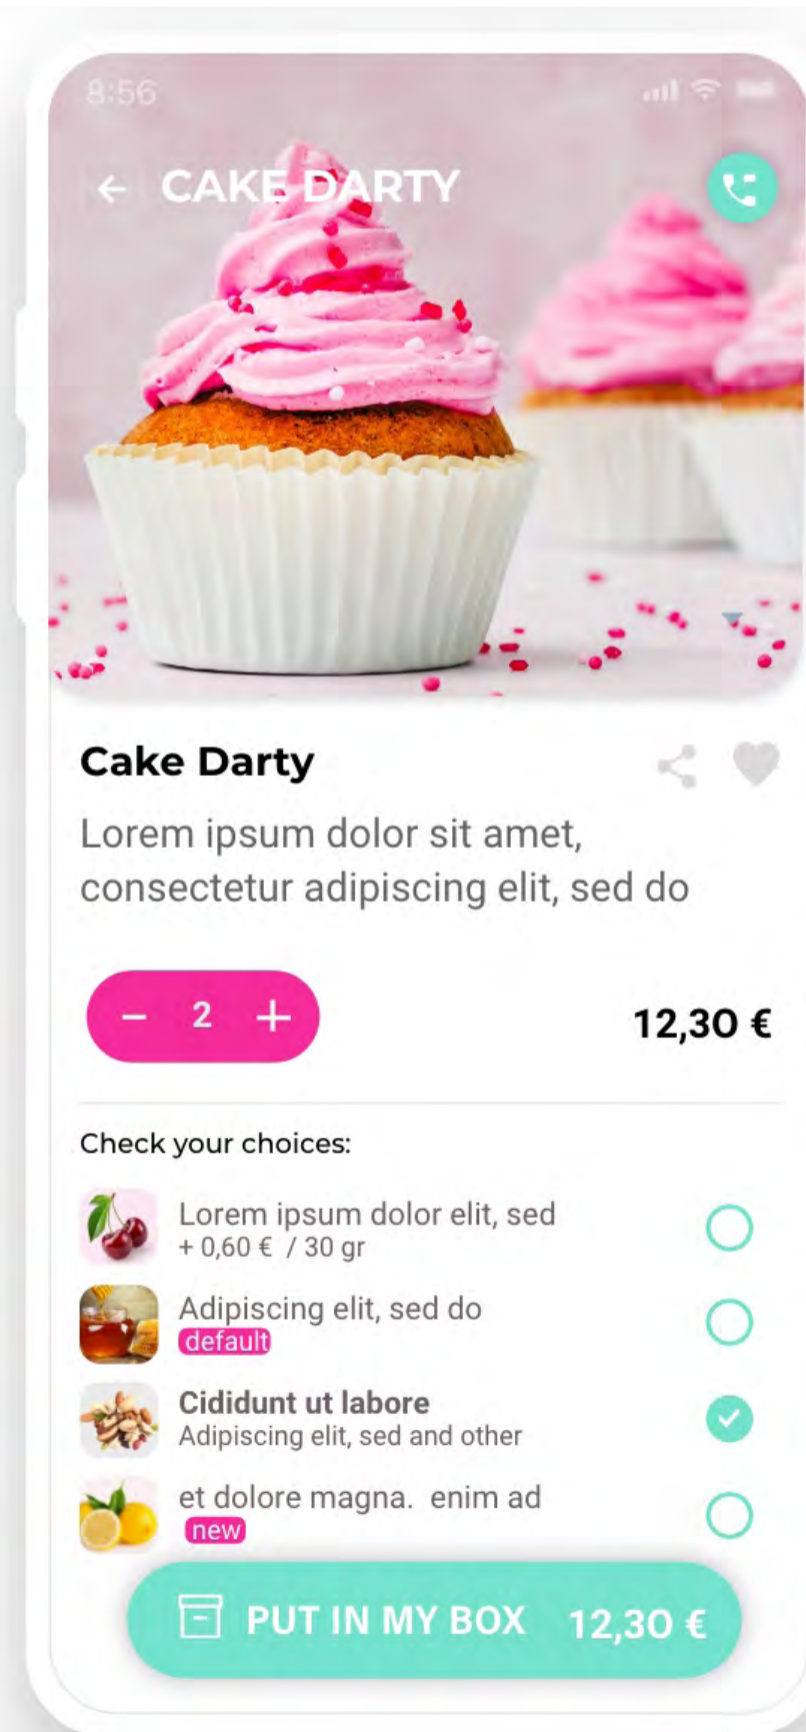 8:56
CAKE DARTY
Cake Darty
Lorem ipsum dolor sit amet,
consectetur adipiscing elit, sed do
2
12,30 €
Check your choices:
Lorem ipsum dolor elit, sed
+ 0,60 € / 30 gr
Adipiscing elit, sed do
default
Cididunt ut labore
Adipiscing elit, sed and other
et dolore magna. enim ad
new
PUT IN MY BOX 12,30 €